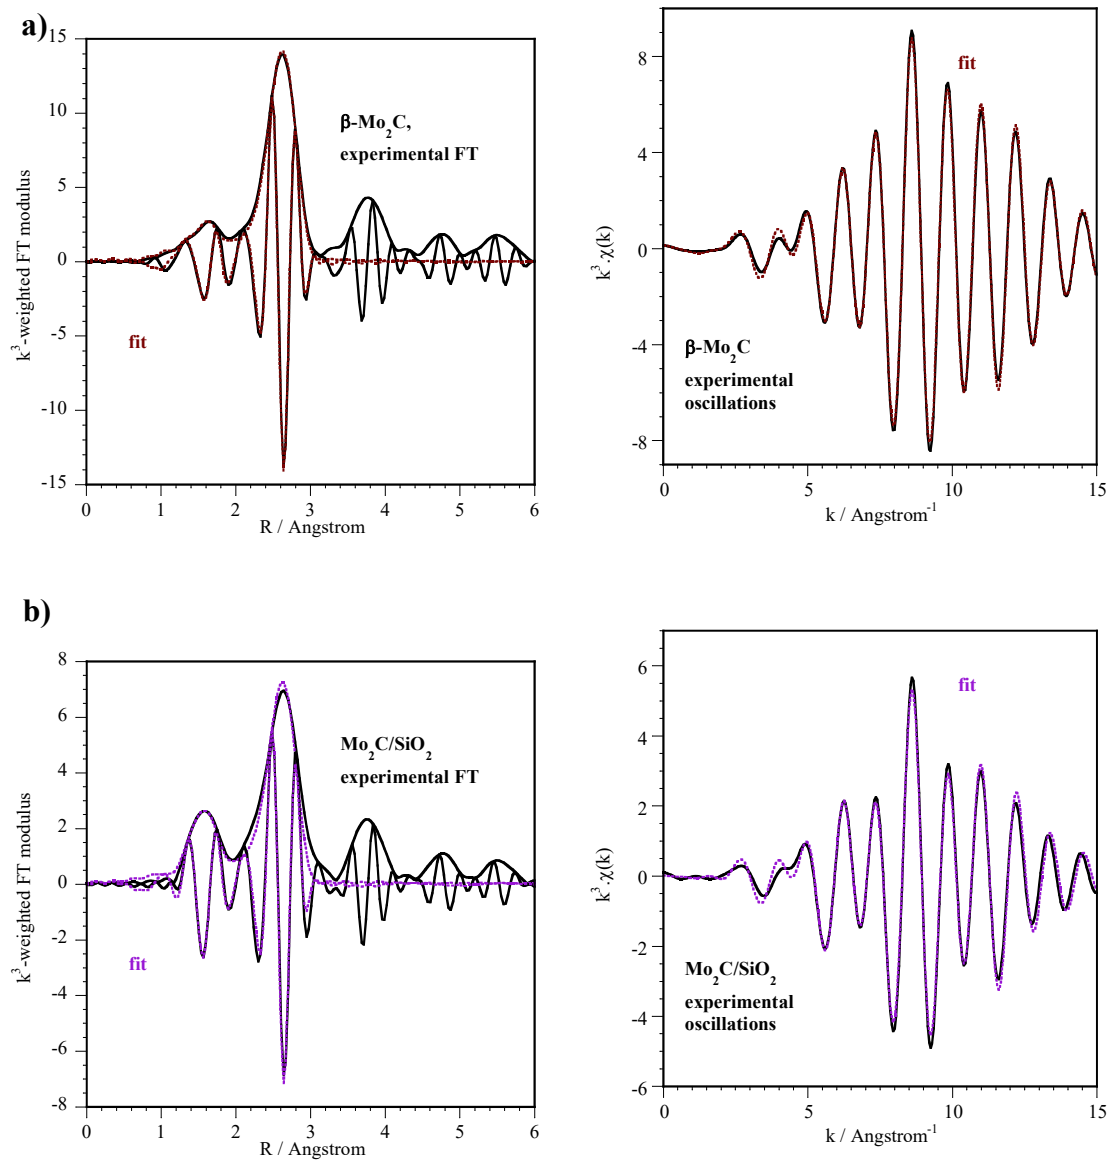 a)
15
10
5
0
-5
-10
-15
k³-weighted FT modulus
β-Mo₂C,
experimental FT
fit
0 1 2 3 4 5 6
R / Angstrom
8
4
0
-4
-8
k³.χ(k)
fit
β-Mo₂C
experimental
oscillations
0 5 10 15
k / Angstrom⁻¹
b)
8
6
4
2
0
-2
-4
-6
-8
k³-weighted FT modulus
Mo₂C/SiO₂
experimental FT
fit
0 1 2 3 4 5 6
R / Angstrom
6
4
2
0
-2
-4
-6
k³.χ(k)
fit
Mo₂C/SiO₂
experimental
oscillations
0 5 10 15
k / Angstrom⁻¹